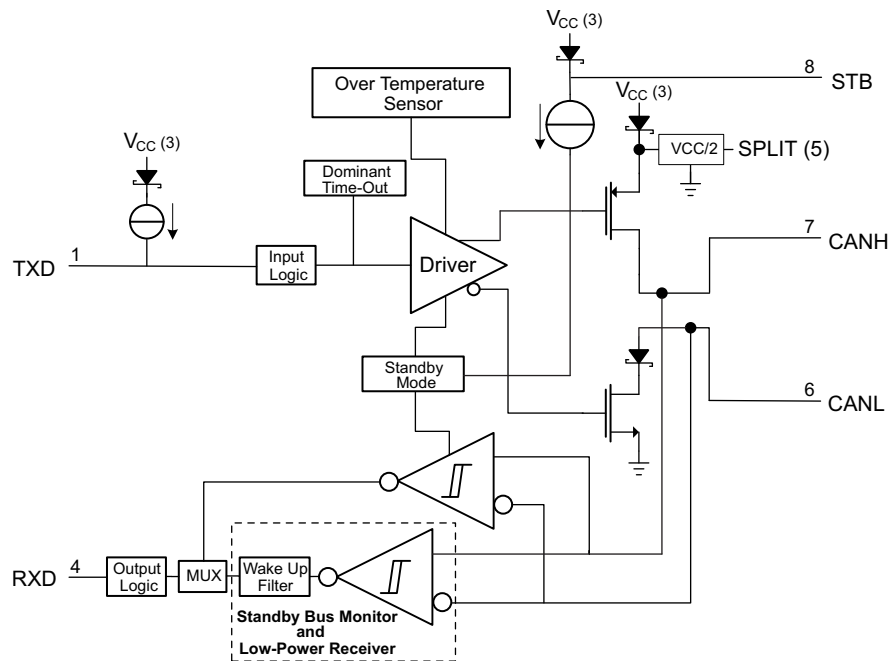 VCC (3)
8
STB
Over Temperature
Sensor
VCC (3)
VCC/2
SPLIT (5)
VCC (3)
Dominant
Time-Out
7
CANH
1
TXD
Input
Logic
Driver
Standby
Mode
6
CANL
4
RXD
Output
Logic
MUX
Wake Up
Filter
Standby Bus Monitor
and
Low-Power Receiver